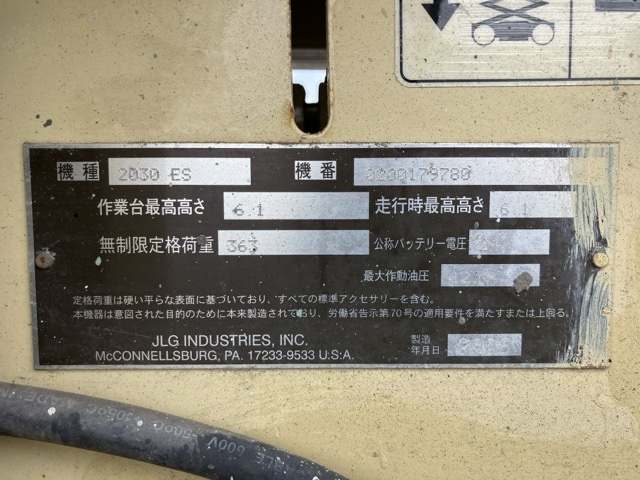 機種 2030 ES 機番 0200179780
作業台最高高さ 6.1 走行時最高高さ 6.1
無制限定格荷重 363 公称バッテリー電圧
最大作動油圧
定格荷重は硬い平らな表面に基づいており、すべての標準アクセサリーを含む。
本機器は意図された目的のために本来製造されており、労働省告示第70号の適用要件を満たすまたは上回る。
JLG INDUSTRIES, INC.
McCONNELLSBURG, PA. 17233-9533 U.S.A.
製造
年月日
600V